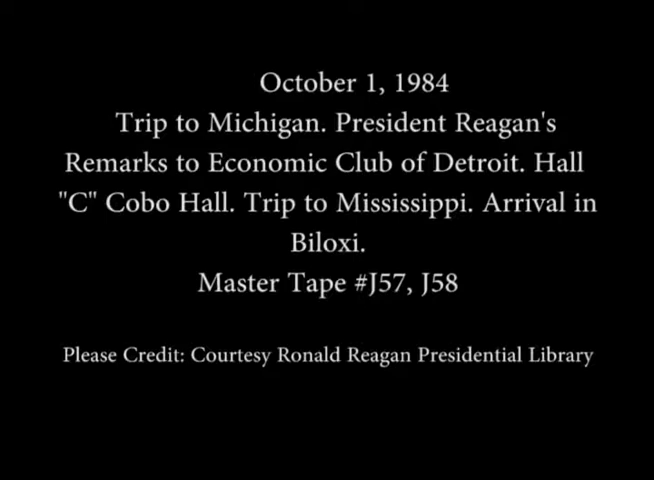 October 1, 1984
Trip to Michigan. President Reagan's
Remarks to Economic Club of Detroit. Hall
"C" Cobo Hall. Trip to Mississippi. Arrival in
Biloxi.
Master Tape #J57, J58
Please Credit: Courtesy Ronald Reagan Presidential Library